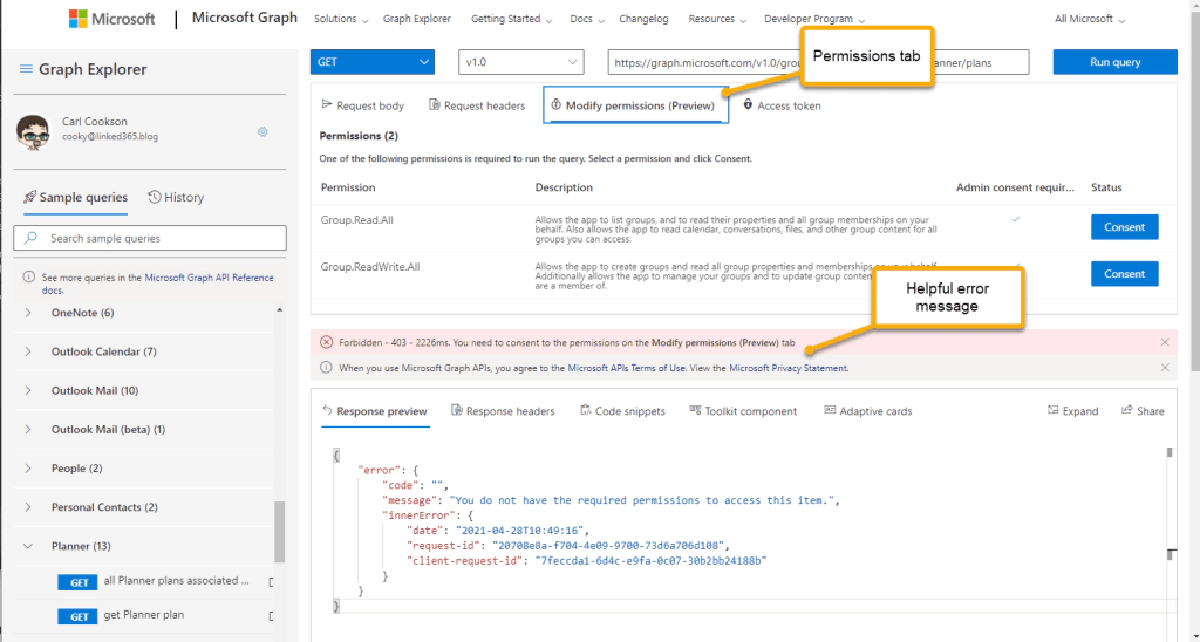 Microsoft | Microsoft Graph Solutions Graph Explorer Getting Started Docs Changelog Resources Developer Program All Microsoft
Graph Explorer
Carl Cookson
cooky@linked365.blog
Sample queries History
Search sample queries
See more queries in the Microsoft Graph API Reference
docs.
OneNote (6)
Outlook Calendar (7)
Outlook Mail (10)
Outlook Mail (beta) (1)
People (2)
Personal Contacts (2)
Planner (13)
GET all Planner plans associated ...
GET get Planner plan
GET v1.0 https://graph.microsoft.com/v1.0/grou anner/plans Run query
Permissions tab
Request body Request headers Modify permissions (Preview) Access token
Permissions (2)
One of the following permissions is required to run the query. Select a permission and click Consent.
Permission Description Admin consent requir... Status
Group.Read.All Allows the app to list groups, and to read their properties and all group memberships on your
behalf. Also allows the app to read calendar, conversations, files, and other group content for all
groups you can access.
Consent
Group.ReadWrite.All Allows the app to create groups and read all group properties and memberships on your behalf.
Additionally allows the app to manage your groups and to update group conten
are a member of.
Consent
Helpful error
message
Forbidden - 403 - 2226ms. You need to consent to the permissions on the Modify permissions (Preview) tab
When you use Microsoft Graph APIs, you agree to the Microsoft APIs Terms of Use. View the Microsoft Privacy Statement.
Response preview Response headers Code snippets Toolkit component Adaptive cards Expand Share
{
"error": {
"code": "",
"message": "You do not have the required permissions to access this item.",
"innerError": {
"date": "2021-04-28T10:49:16",
"request-id": "20708e8a-f704-4e09-9700-73d6a706d108",
"client-request-id": "7feccda1-6d4c-e9fa-0c07-30b2bb24188b"
}
}
}